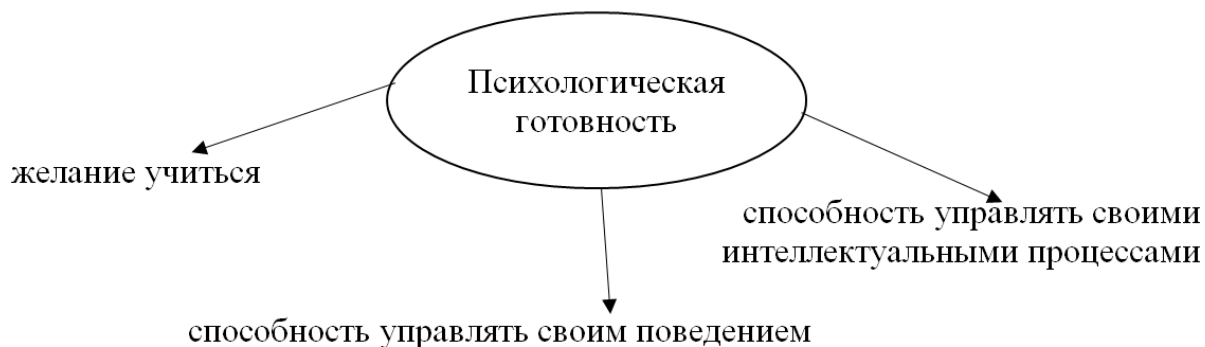 Психологическая
готовность
желание учиться
способность управлять своими
интеллектуальными процессами
способность управлять своим поведением